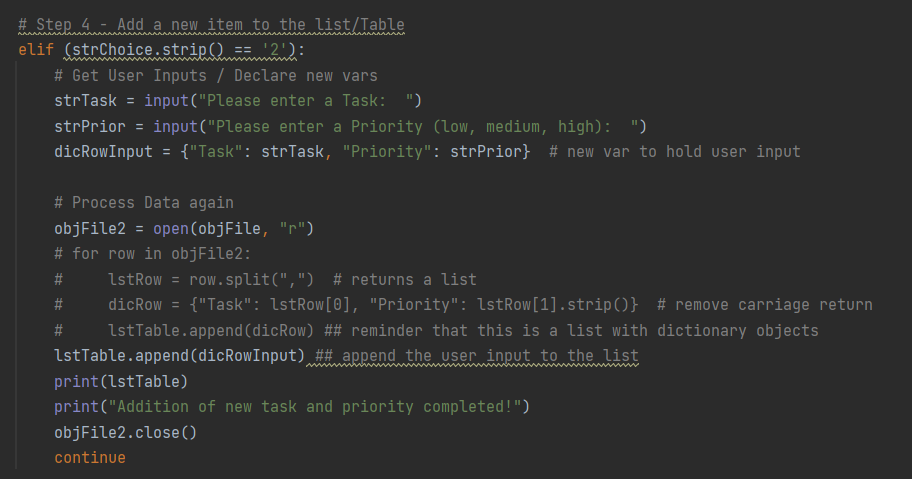 # Step 4 - Add a new item to the list/Table
elif (strChoice.strip() == '2'):
    # Get User Inputs / Declare new vars
    strTask = input("Please enter a Task:  ")
    strPrior = input("Please enter a Priority (low, medium, high):  ")
    dicRowInput = {"Task": strTask, "Priority": strPrior}  # new var to hold user input

    # Process Data again
    objFile2 = open(objFile, "r")
    # for row in objFile2:
    #     lstRow = row.split(",")  # returns a list
    #     dicRow = {"Task": lstRow[0], "Priority": lstRow[1].strip()}  # remove carriage return
    #     lstTable.append(dicRow) ## reminder that this is a list with dictionary objects
    lstTable.append(dicRowInput) ## append the user input to the list
    print(lstTable)
    print("Addition of new task and priority completed!")
    objFile2.close()
    continue